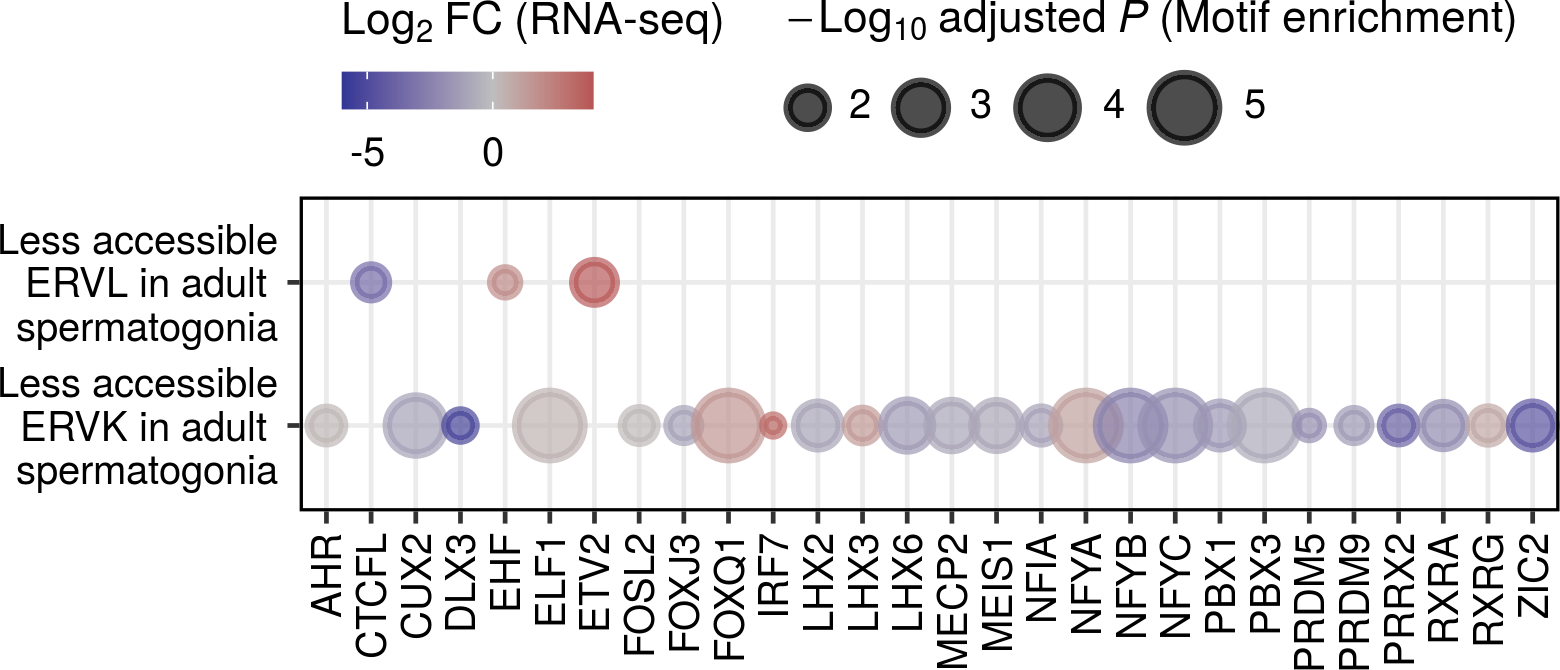 Log₂ FC (RNA-seq)
−Log₁₀ adjusted P (Motif enrichment)
-5 0
2 3 4 5
Less accessible
ERVL in adult
spermatogonia
Less accessible
ERVK in adult
spermatogonia
AHR
CTCFL
CUX2
DLX3
EHF
ELF1
ETV2
FOSL2
FOXJ3
FOXQ1
IRF7
LHX2
LHX3
LHX6
MECP2
MEIS1
NFIA
NFYA
NFYB
NFYC
PBX1
PBX3
PRDM5
PRDM9
PRRX2
RXRA
RXRG
ZIC2